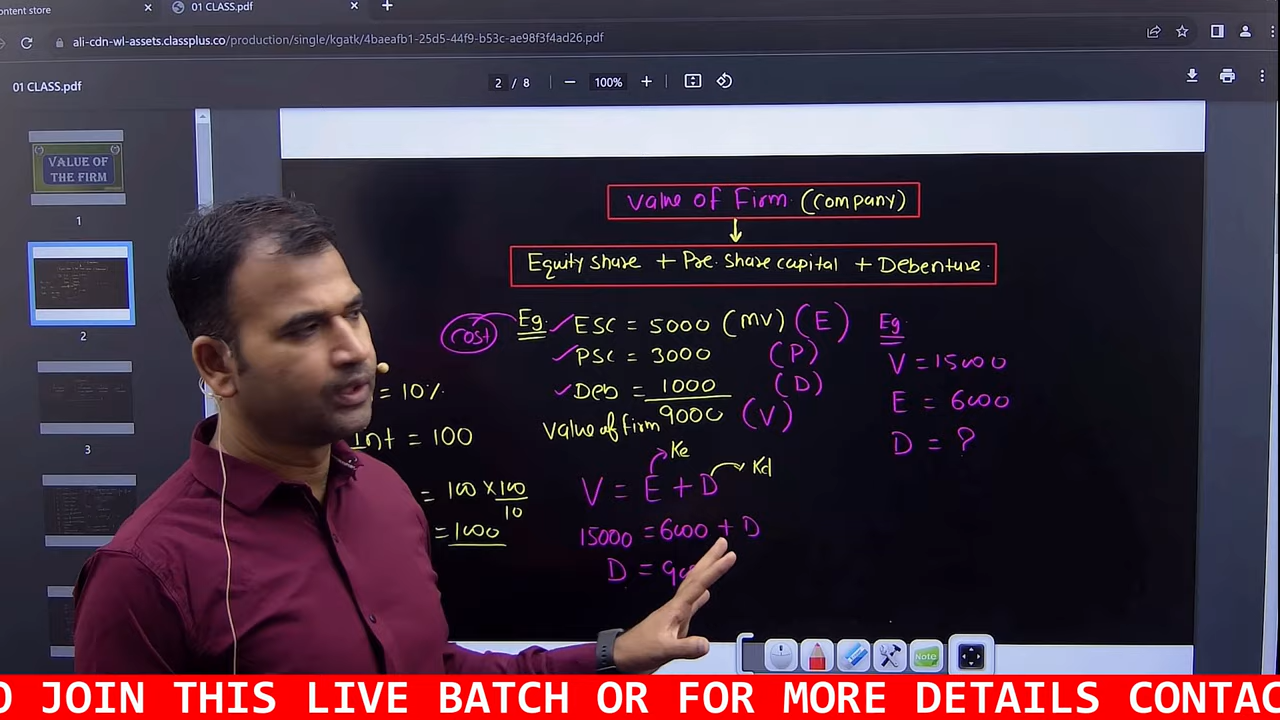 ontent store
01 CLASS.pdf
ali-cdn-wl-assets.classplus.co/production/single/kgatk/4baeafb1-25d5-44f9-b53c-ae98f3f4ad26.pdf
01 CLASS.pdf
2 / 8
100%
VALUE OF
THE FIRM
1
2
3
Value of Firm (Company)
Equity share + Pre. Share capital + Debenture.
cost
Eg. ESC = 5000 (MV) (E)
PSC = 3000 (P)
Deb = 1000 (D)
Value of firm 9000 (V)
= 10%
Int = 100
= 100 × 100
10
= 1000
Ke
Kd
V = E + D
15000 = 6000 + D
D =
Eg
V = 15000
E = 6000
D = ?
Note
O JOIN THIS LIVE BATCH OR FOR MORE DETAILS CONTAC